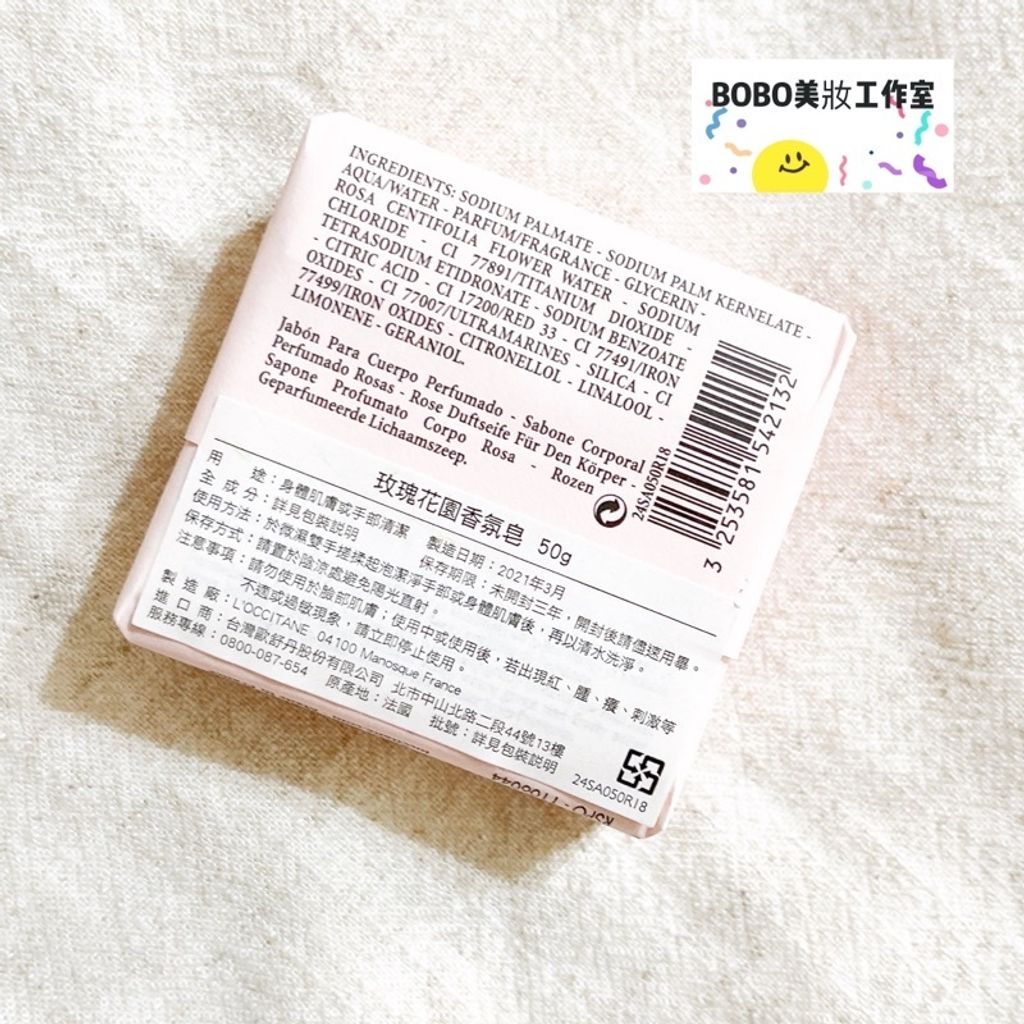 BOBO美妝工作室
INGREDIENTS: SODIUM PALMATE - SODIUM PALM KERNELATE -
AQUA/WATER - PARFUM/FRAGRANCE - GLYCERIN -
ROSA CENTIFOLIA FLOWER WATER - SODIUM
CHLORIDE - CI 77891/TITANIUM DIOXIDE -
TETRASODIUM ETIDRONATE - SODIUM BENZOATE
- CITRIC ACID - CI 17200/RED 33 - CI 77491/IRON
OXIDES - CI 77007/ULTRAMARINES - SILICA - CI
77499/IRON OXIDES - CITRONELLOL - LINALOOL -
LIMONENE - GERANIOL.
Jabón Para Cuerpo Perfumado - Sabone Corporal
Perfumado Rosas - Rose Duftseife Für Den Körper -
Sapone Profumato Corpo Rosa - Rozen
Geparfumeerde Lichaamszeep.
24SA050R18
3 253581 542132
玫瑰花園香氛皂 50g
用 途：身體肌膚或手部清潔 製造日期：2021年3月
全 成 分：詳見包裝説明 保存期限：未開封三年，開封後請儘速用畢。
使用方法：於微濕雙手搓揉起泡潔淨手部或身體肌膚後，再以清水洗淨。
保存方式：請置於陰涼處避免陽光直射。
注意事項：請勿使用於臉部肌膚；使用中或使用後，若出現紅、腫、癢、刺激等
不適或過敏現象，請立即停止使用。
製 造 廠：L'OCCITANE 04100 Manosque France
進 口 商：台灣歐舒丹股份有限公司 北市中山北路二段44號13樓
服務專線：0800-087-654 原產地：法國 批號：詳見包裝説明
24SA050R18